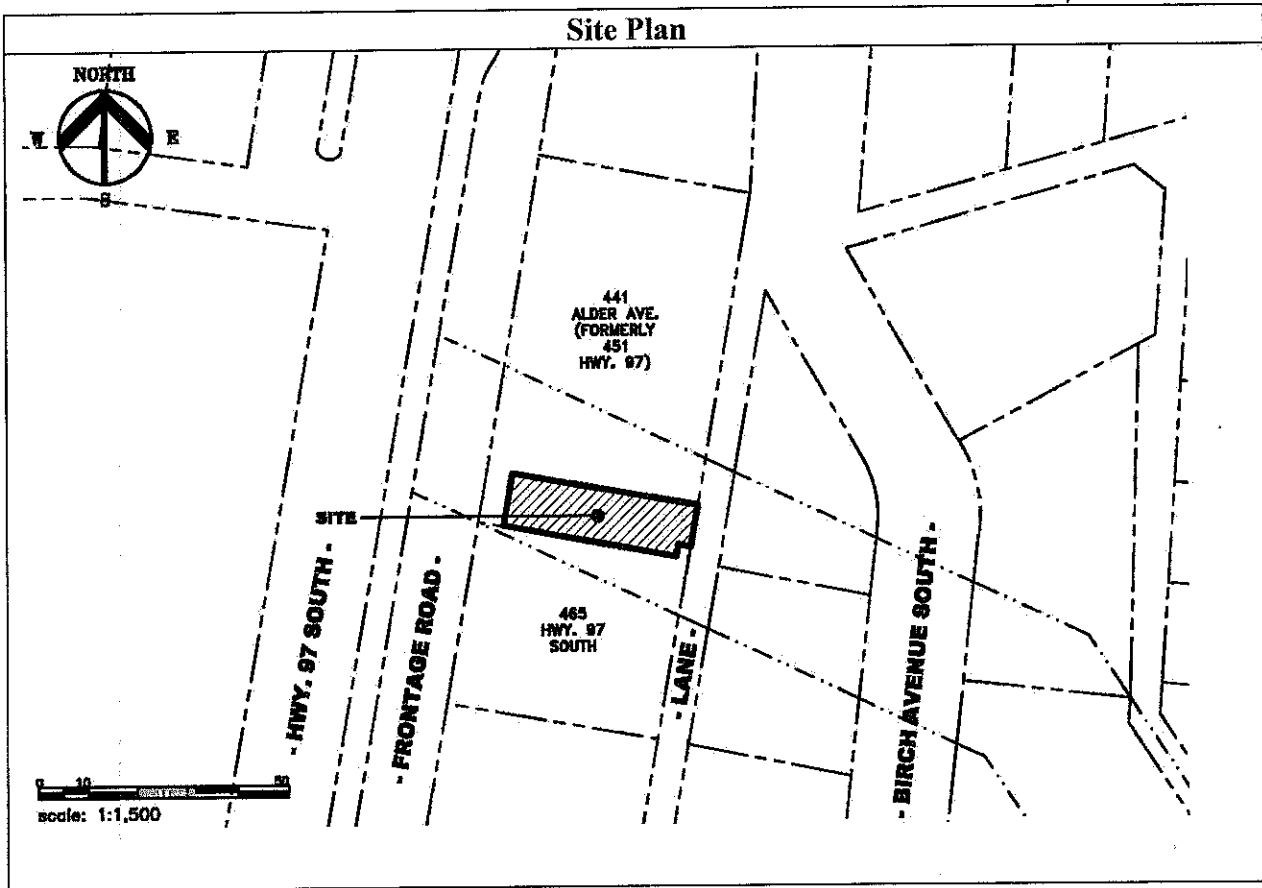 Site Plan
NORTH
W
E
S
441
ALDER AVE.
(FORMERLY
451
HWY. 97)
SITE
465
HWY. 97
SOUTH
- HWY. 97 SOUTH -
- FRONTAGE ROAD -
- LANE -
- BIRCH AVENUE SOUTH -
0 10 50
scale: 1:1,500